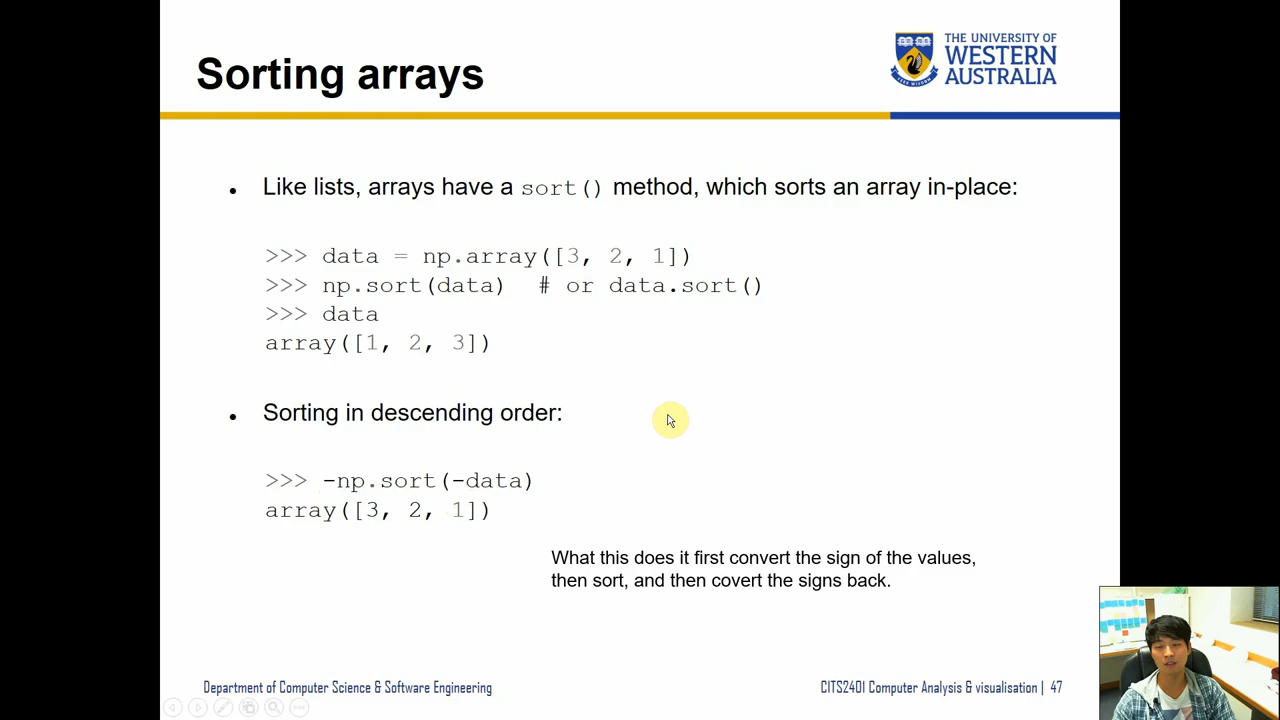 THE UNIVERSITY OF
WESTERN
AUSTRALIA
Sorting arrays
• Like lists, arrays have a sort() method, which sorts an array in-place:
>>> data = np.array([3, 2, 1])
>>> np.sort(data)  # or data.sort()
>>> data
array([1, 2, 3])
• Sorting in descending order:
>>> -np.sort(-data)
array([3, 2, 1])
What this does it first convert the sign of the values,
then sort, and then covert the signs back.
Department of Computer Science & Software Engineering
CITS2401 Computer Analysis & visualisation | 47